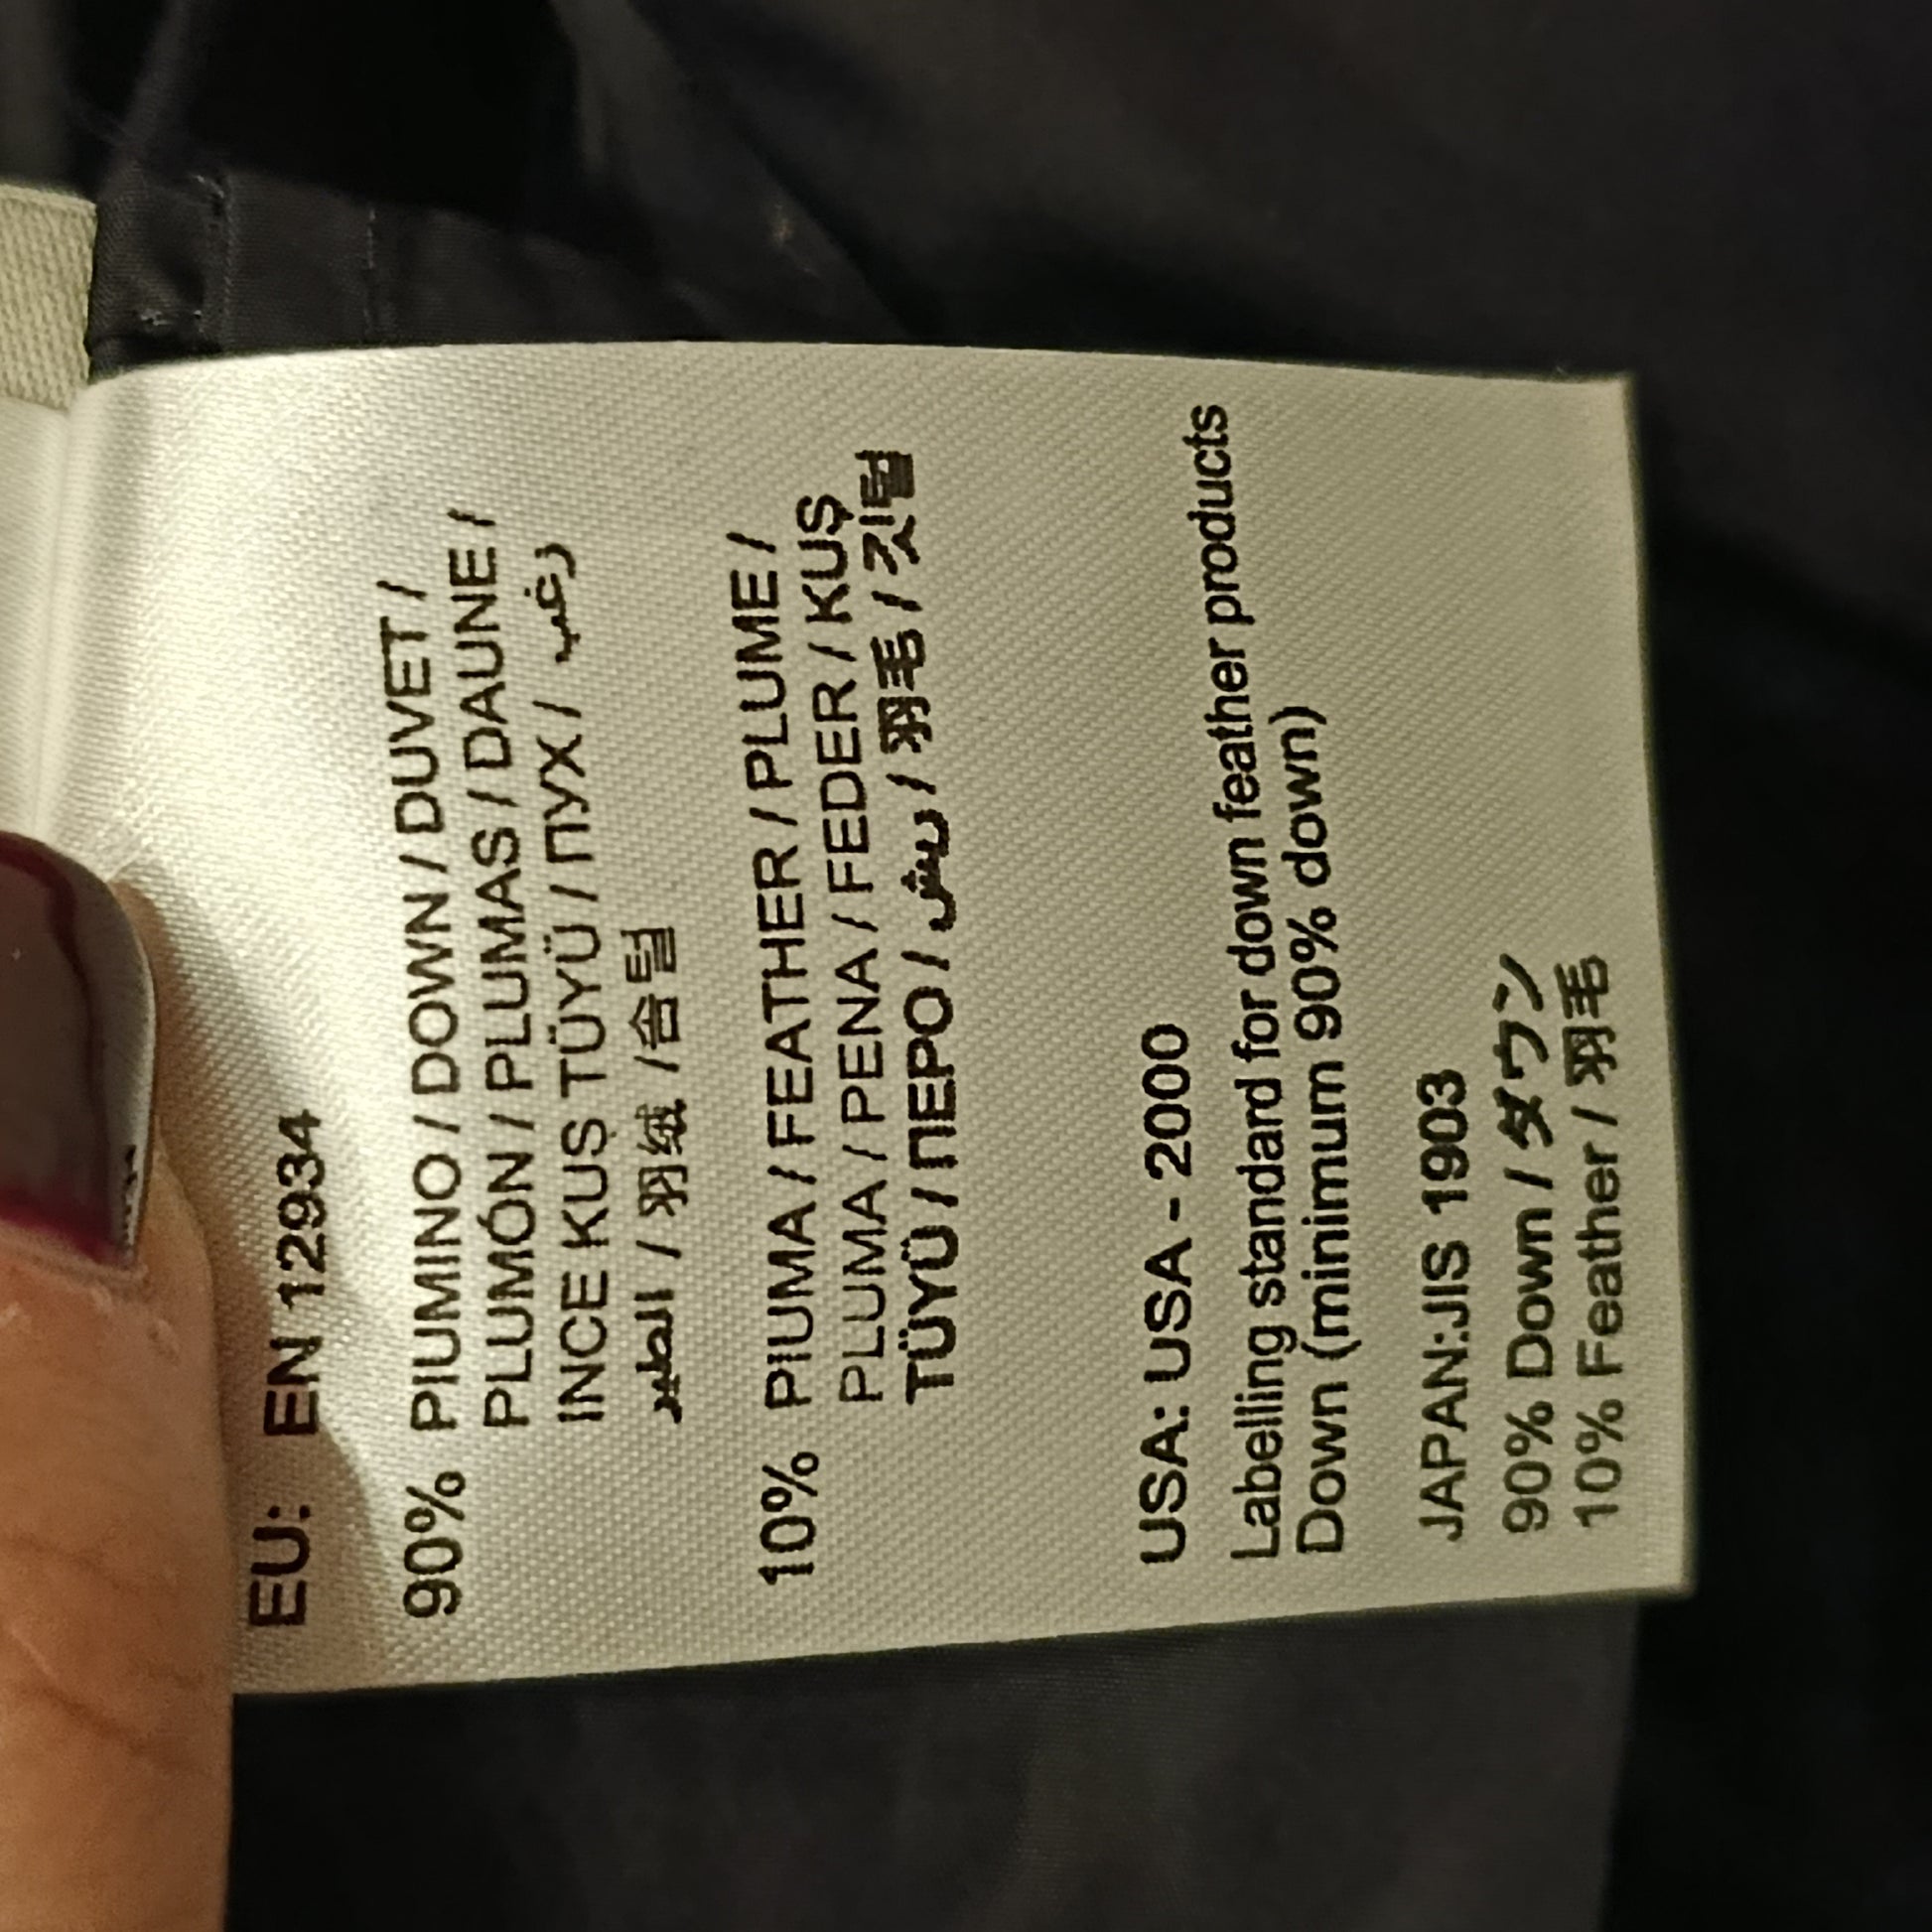 EU: EN 12934
90% PIUMINO / DOWN / DUVET /
PLUMÓN / PLUMAS / DAUNE /
INCE KUŞ TÜYÜ / ПУХ / زغب
الطير / 羽绒 /솜털
10% PIUMA / FEATHER / PLUME /
PLUMA / PENA / FEDER / KUŞ
TÜYÜ / ПЕРО / ريش / 羽毛 / 깃털
USA: USA - 2000
Labelling standard for down feather products
Down (minimum 90% down)
JAPAN:JIS 1903
90% Down / ダウン
10% Feather / 羽毛